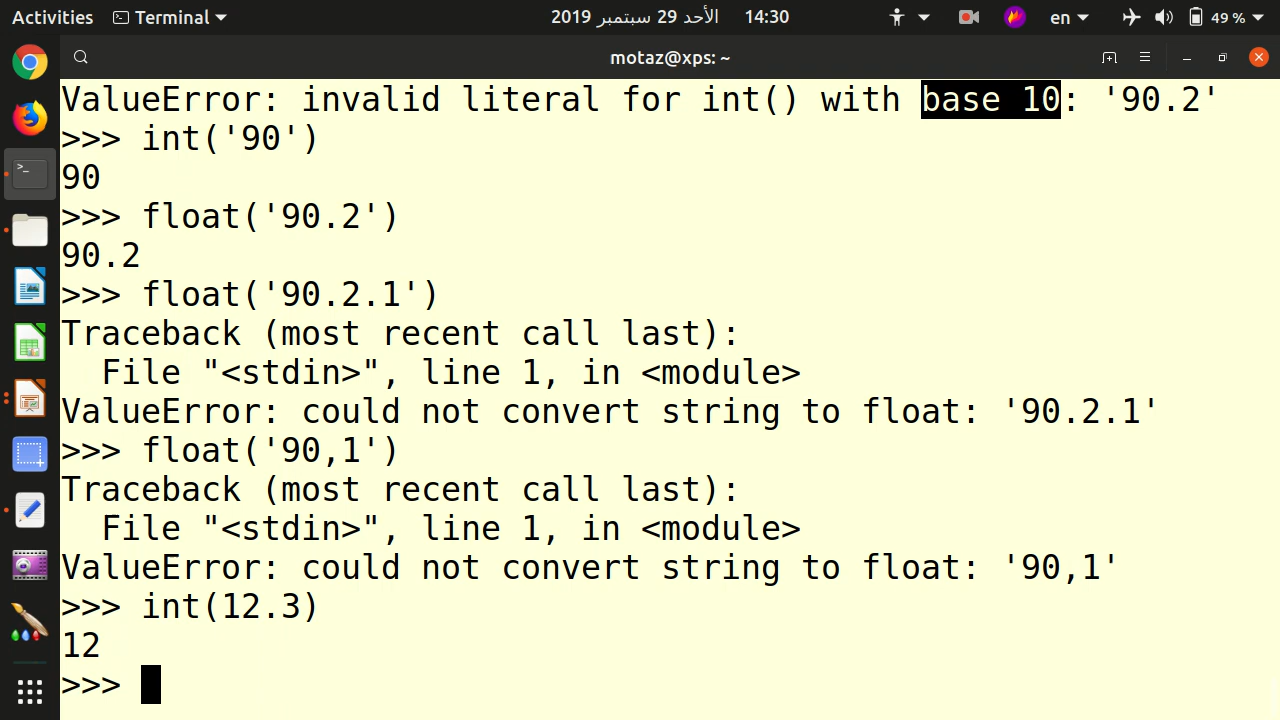 Activities Terminal الأحد 29 سبتمبر 2019 14:30 en 49 %
motaz@xps: ~
ValueError: invalid literal for int() with base 10: '90.2'
>>> int('90')
90
>>> float('90.2')
90.2
>>> float('90.2.1')
Traceback (most recent call last):
  File "<stdin>", line 1, in <module>
ValueError: could not convert string to float: '90.2.1'
>>> float('90,1')
Traceback (most recent call last):
  File "<stdin>", line 1, in <module>
ValueError: could not convert string to float: '90,1'
>>> int(12.3)
12
>>>